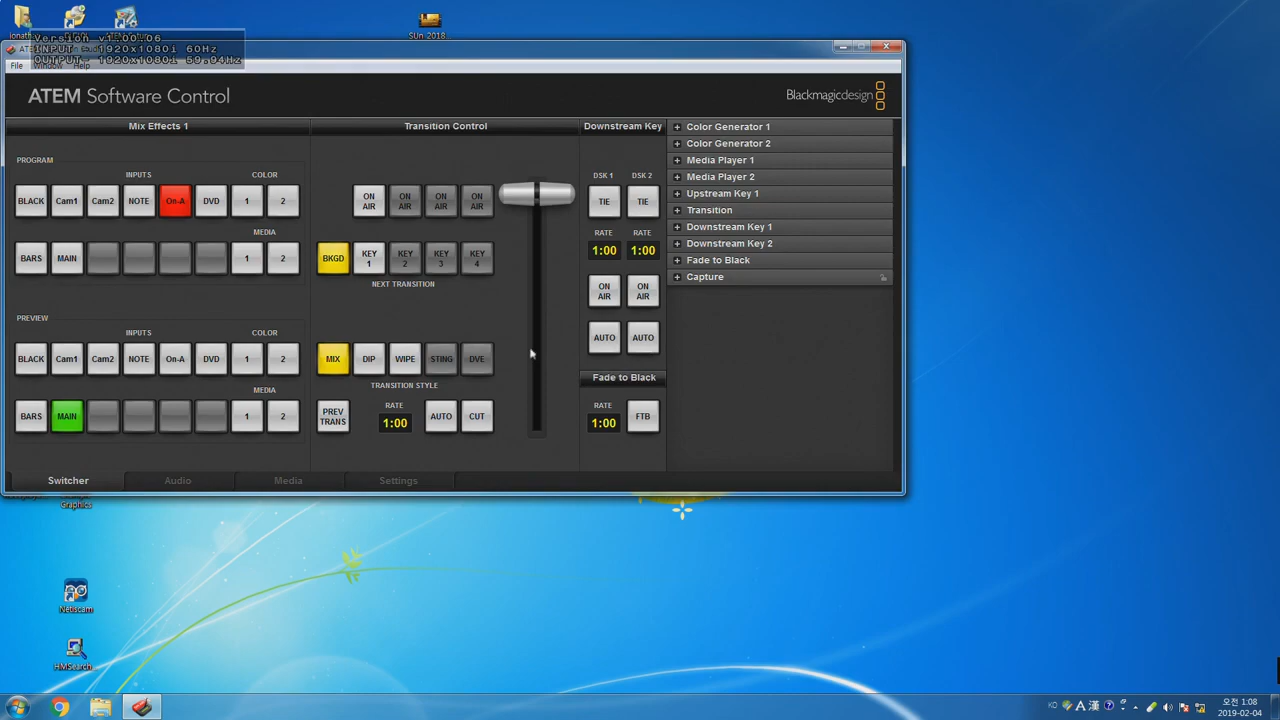 SUn_2018...
Version v1.00.06
INPUT- 1920x1080i 60Hz
OUTPUT- 1920x1080i 59.94Hz
File Window Help
ATEM Software Control
Blackmagicdesign
Mix Effects 1
Transition Control
Downstream Key
Color Generator 1
Color Generator 2
Media Player 1
Media Player 2
Upstream Key 1
Transition
Downstream Key 1
Downstream Key 2
Fade to Black
Capture
PROGRAM
INPUTS COLOR
BLACK Cam1 Cam2 NOTE On-A DVD 1 2
MEDIA
BARS MAIN 1 2
PREVIEW
INPUTS COLOR
BLACK Cam1 Cam2 NOTE On-A DVD 1 2
MEDIA
BARS MAIN 1 2
ON AIR ON AIR ON AIR ON AIR
BKGD KEY 1 KEY 2 KEY 3 KEY 4
NEXT TRANSITION
MIX DIP WIPE STING DVE
TRANSITION STYLE
PREV TRANS RATE 1:00 AUTO CUT
DSK 1 DSK 2
TIE TIE
RATE RATE
1:00 1:00
ON AIR ON AIR
AUTO AUTO
Fade to Black
RATE
1:00 FTB
Switcher Audio Media Settings
Graphics
Netiscam
HMSearch
KO A 漢
오전 1:08
2019-02-04